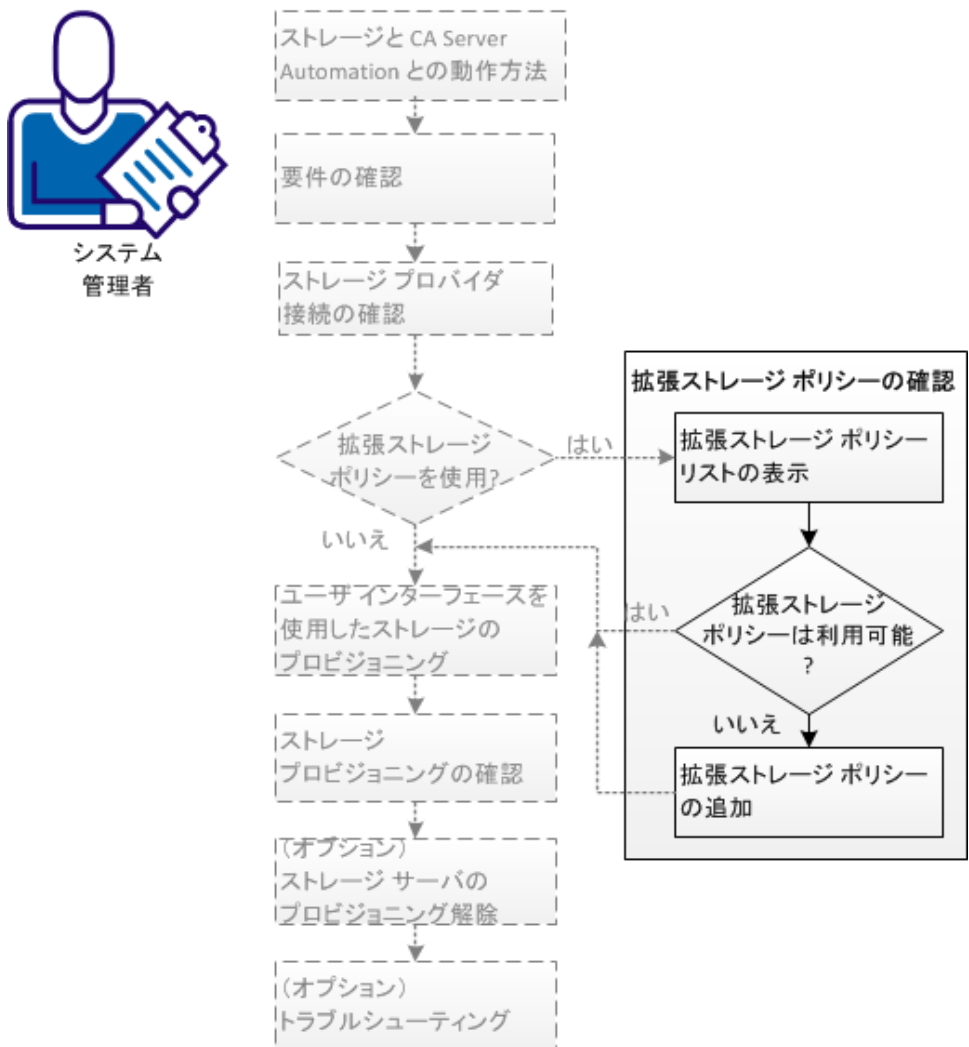 ストレージと CA Server
Automation との動作方法
要件の確認
システム
管理者
ストレージ プロバイダ
接続の確認
拡張ストレージ ポリシーの確認
拡張ストレージ
ポリシーを使用?
はい
拡張ストレージ ポリシー
リストの表示
いいえ
ユーザ インターフェースを
使用したストレージの
プロビジョニング
はい
拡張ストレージ
ポリシーは利用可能
?
いいえ
ストレージ
プロビジョニングの確認
拡張ストレージ ポリシー
の追加
(オプション)
ストレージ サーバの
プロビジョニング解除
(オプション)
トラブルシューティング